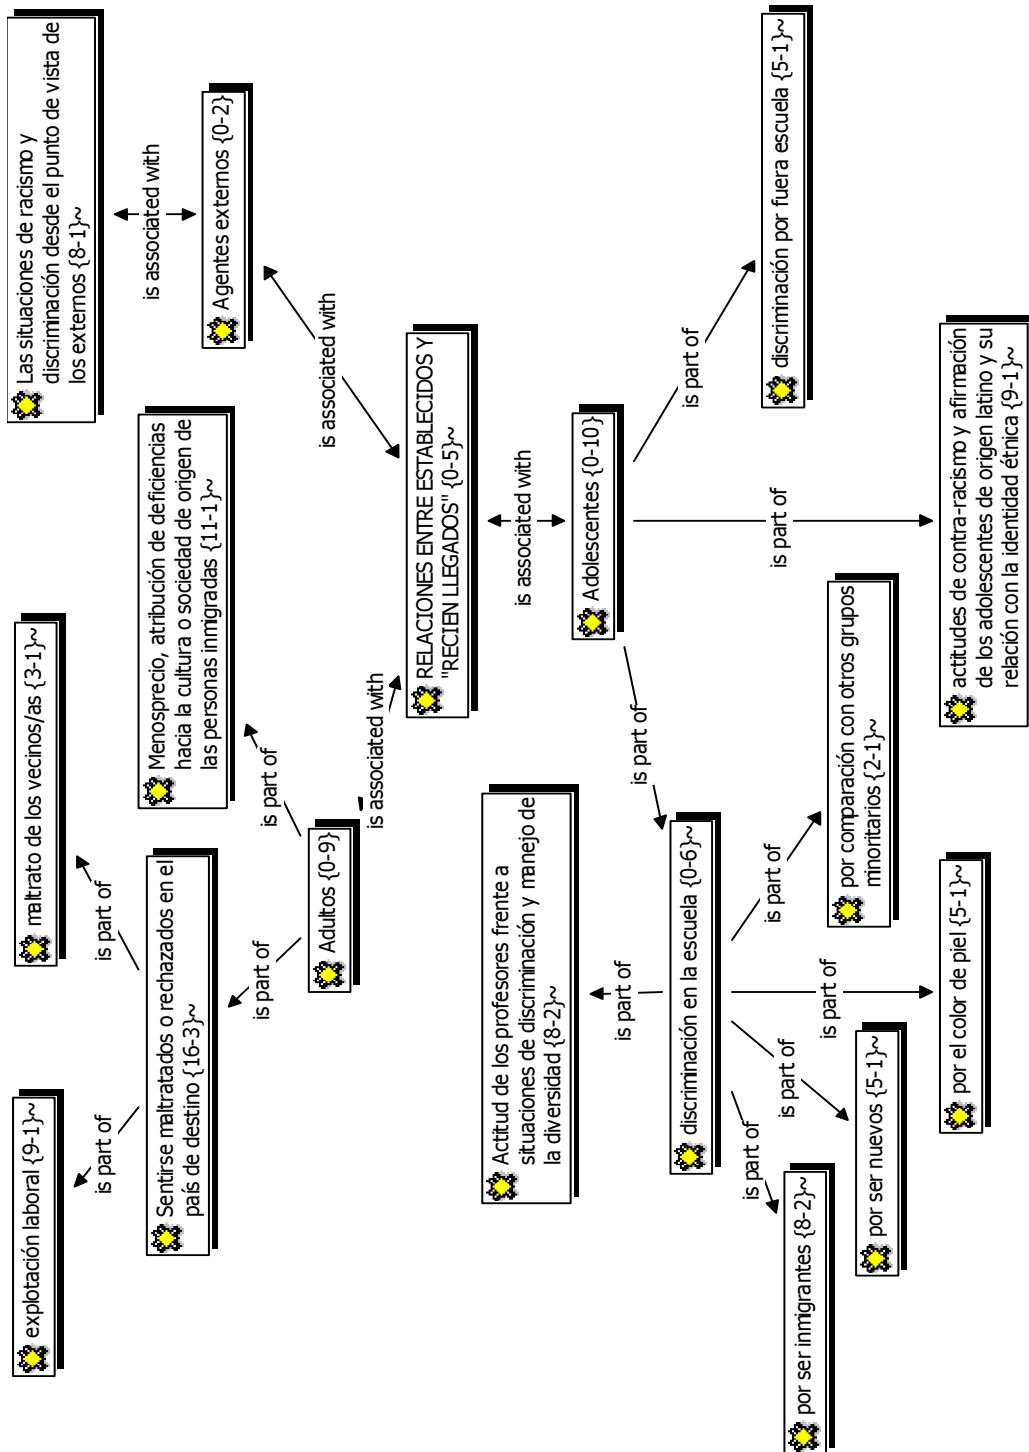 explotación laboral {9-1}~
is part of
maltrato de los vecinos/as {3-1}~
is part of
Sentirse maltratados o rechazados en el
país de destino {16-3}~
is part of
Menosprecio, atribución de deficiencias
hacia la cultura o sociedad de origen de
las personas inmigradas {11-1}~
is part of
Adultos {0-9}
is associated with
Las situaciones de racismo y
discriminación desde el punto de vista de
los externos {8-1}~
is associated with
Agentes externos {0-2}
is associated with
RELACIONES ENTRE ESTABLECIDOS Y
"RECIEN LLEGADOS" {0-5}~
is associated with
Adolescentes {0-10}
is part of
Actitud de los profesores frente a
situaciones de discriminación y manejo de
la diversidad {8-2}~
is part of
discriminación en la escuela {0-6}~
is part of
por ser inmigrantes {8-2}~
is part of
por ser nuevos {5-1}~
is part of
por el color de piel {5-1}~
is part of
por comparación con otros grupos
minoritarios {2-1}~
is part of
actitudes de contra-racismo y afirmación
de los adolescentes de origen latino y su
relación con la identidad étnica {9-1}~
is part of
discriminación por fuera escuela {5-1}~